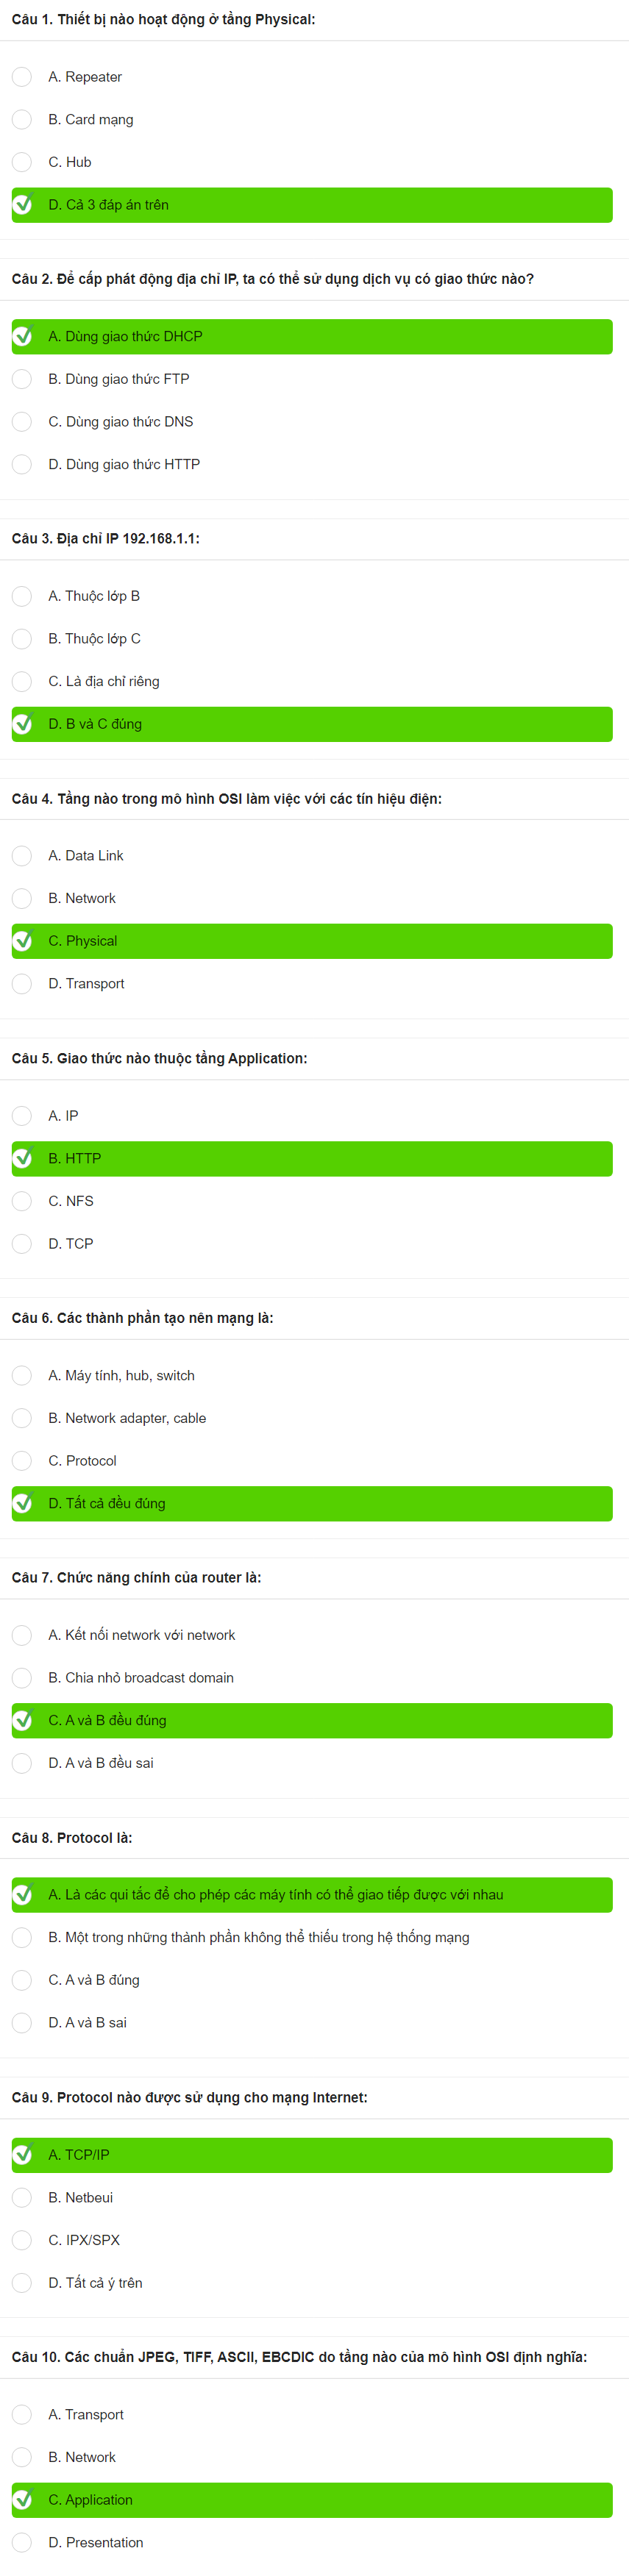 Câu 1. Thiết bị nào hoạt động ở tầng Physical:
A. Repeater
B. Card mạng
C. Hub
D. Cả 3 đáp án trên
Câu 2. Để cấp phát động địa chỉ IP, ta có thể sử dụng dịch vụ có giao thức nào?
A. Dùng giao thức DHCP
B. Dùng giao thức FTP
C. Dùng giao thức DNS
D. Dùng giao thức HTTP
Câu 3. Địa chỉ IP 192.168.1.1:
A. Thuộc lớp B
B. Thuộc lớp C
C. Là địa chỉ riêng
D. B và C đúng
Câu 4. Tầng nào trong mô hình OSI làm việc với các tín hiệu điện:
A. Data Link
B. Network
C. Physical
D. Transport
Câu 5. Giao thức nào thuộc tầng Application:
A. IP
B. HTTP
C. NFS
D. TCP
Câu 6. Các thành phần tạo nên mạng là:
A. Máy tính, hub, switch
B. Network adapter, cable
C. Protocol
D. Tất cả đều đúng
Câu 7. Chức năng chính của router là:
A. Kết nối network với network
B. Chia nhỏ broadcast domain
C. A và B đều đúng
D. A và B đều sai
Câu 8. Protocol là:
A. Là các qui tắc để cho phép các máy tính có thể giao tiếp được với nhau
B. Một trong những thành phần không thể thiếu trong hệ thống mạng
C. A và B đúng
D. A và B sai
Câu 9. Protocol nào được sử dụng cho mạng Internet:
A. TCP/IP
B. Netbeui
C. IPX/SPX
D. Tất cả ý trên
Câu 10. Các chuẩn JPEG, TIFF, ASCII, EBCDIC do tầng nào của mô hình OSI định nghĩa:
A. Transport
B. Network
C. Application
D. Presentation